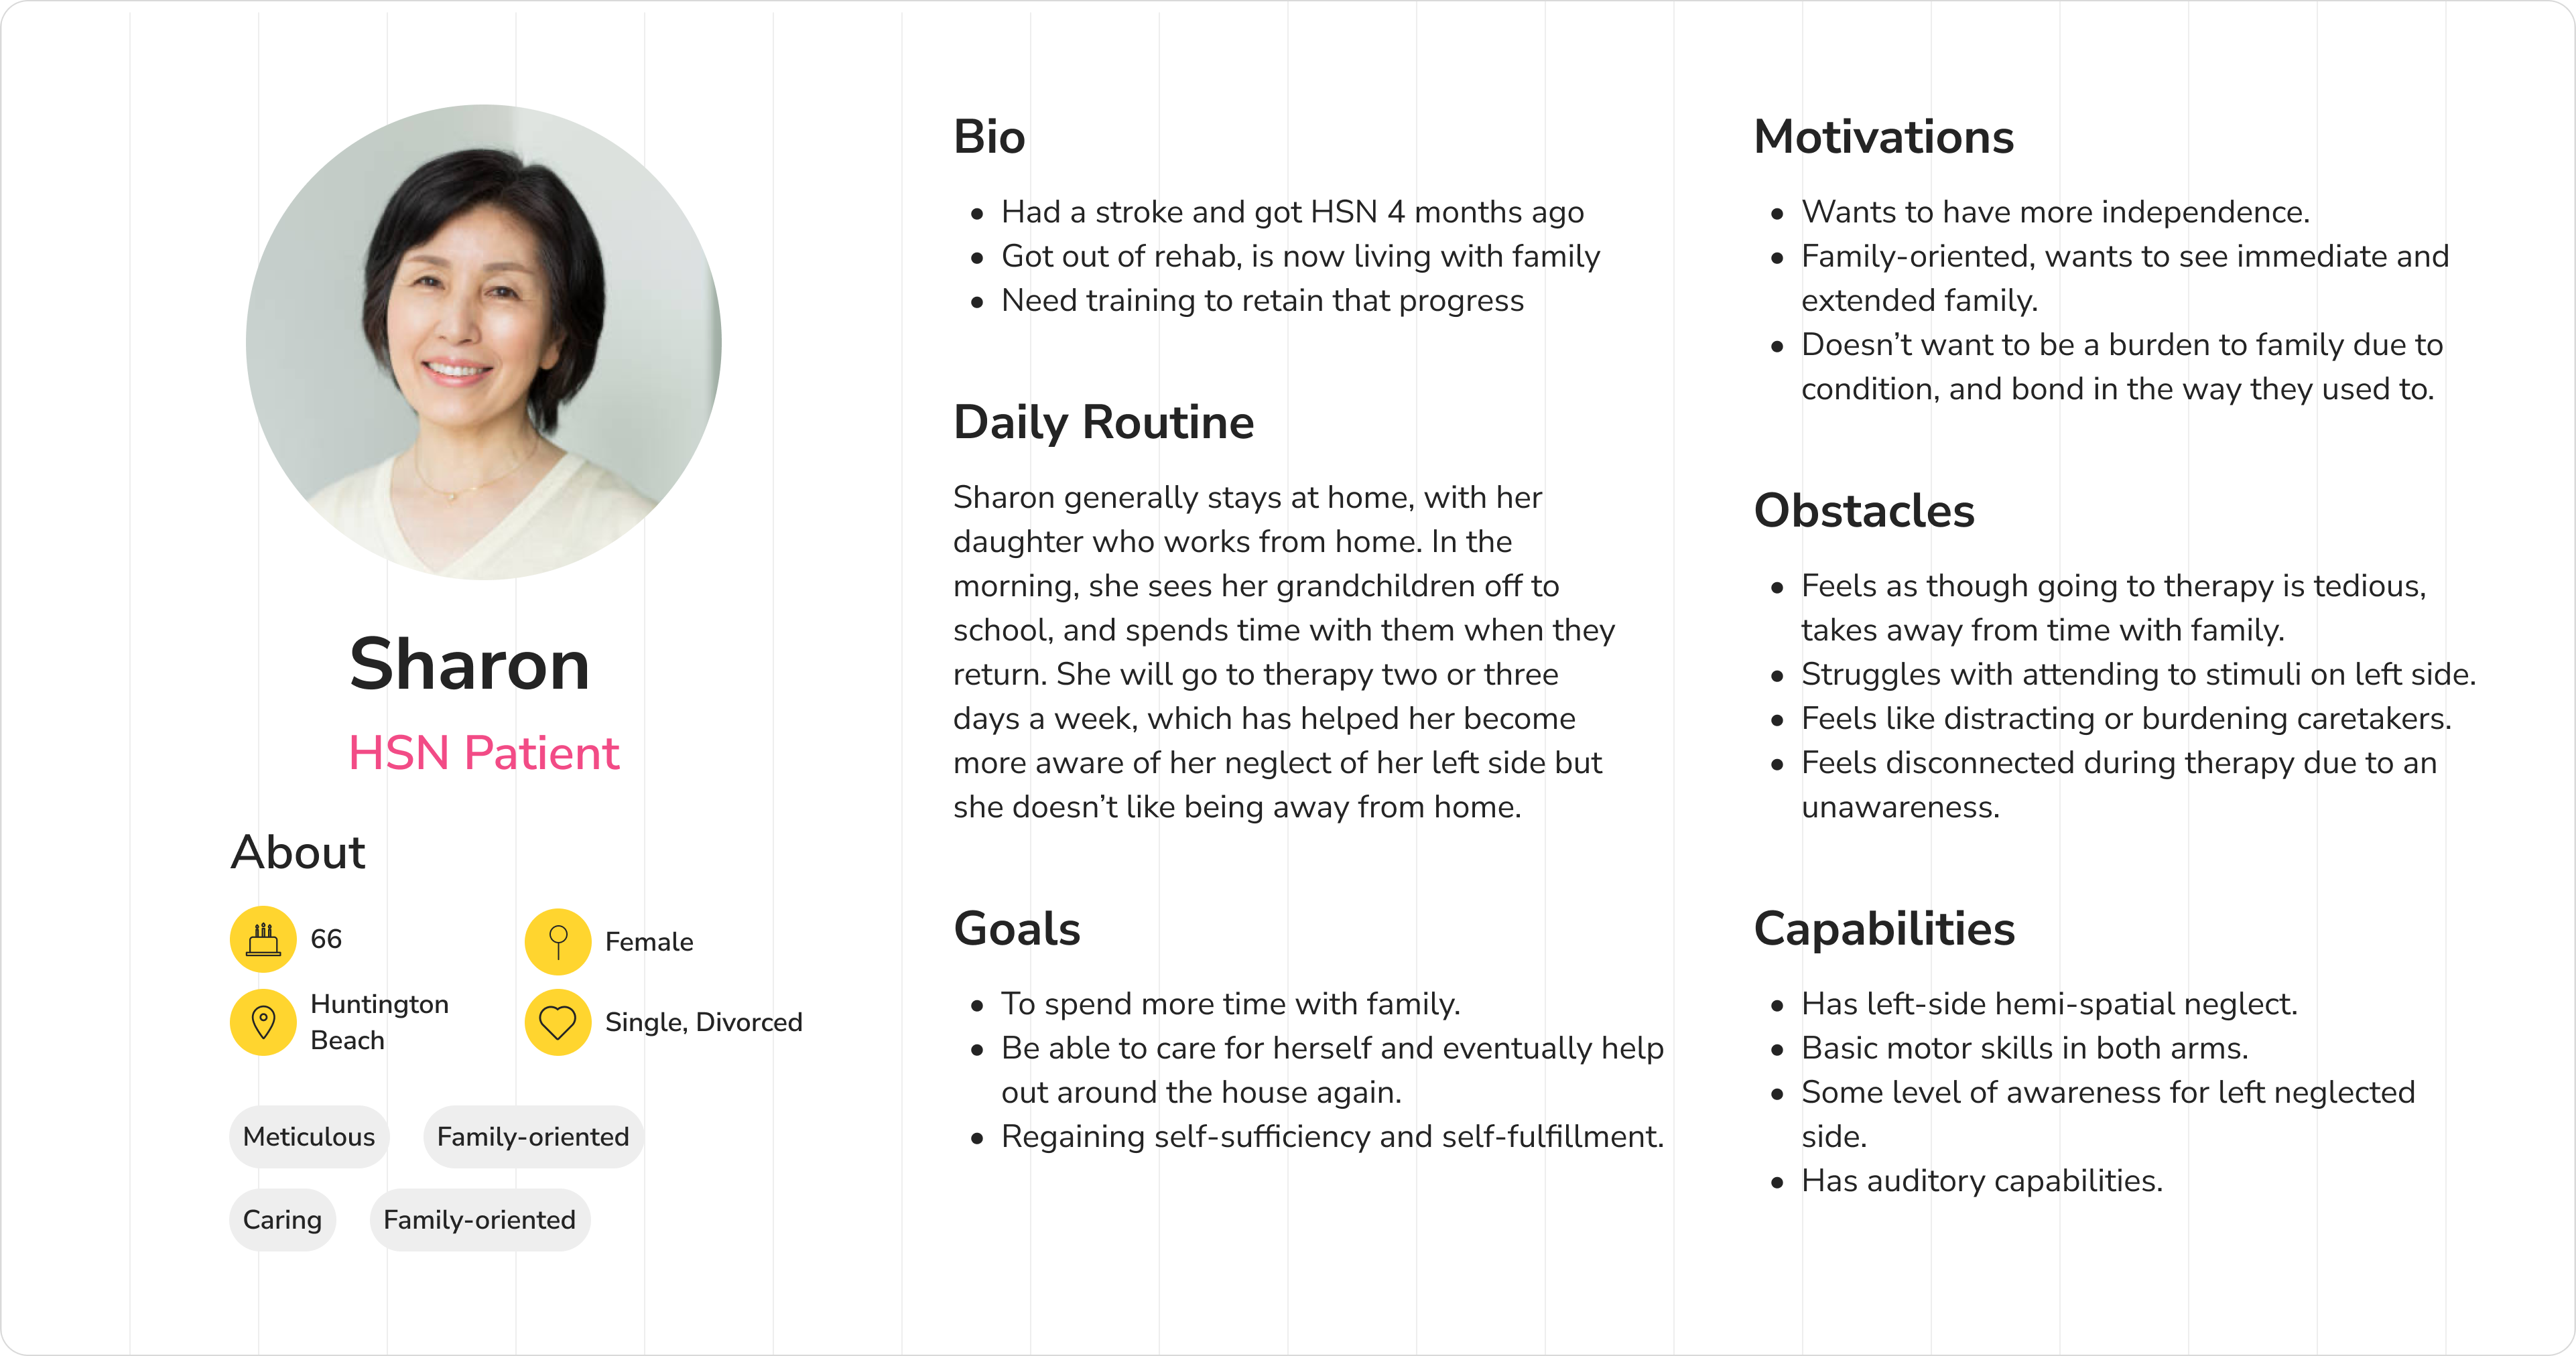 Sharon
HSN Patient
About
66
Female
Huntington
Beach
Single, Divorced
Meticulous
Family-oriented
Caring
Family-oriented
Bio
• Had a stroke and got HSN 4 months ago
• Got out of rehab, is now living with family
• Need training to retain that progress
Daily Routine
Sharon generally stays at home, with her
daughter who works from home. In the
morning, she sees her grandchildren off to
school, and spends time with them when they
return. She will go to therapy two or three
days a week, which has helped her become
more aware of her neglect of her left side but
she doesn’t like being away from home.
Goals
• To spend more time with family.
• Be able to care for herself and eventually help
out around the house again.
• Regaining self-sufficiency and self-fulfillment.
Motivations
• Wants to have more independence.
• Family-oriented, wants to see immediate and
extended family.
• Doesn’t want to be a burden to family due to
condition, and bond in the way they used to.
Obstacles
• Feels as though going to therapy is tedious,
takes away from time with family.
• Struggles with attending to stimuli on left side.
• Feels like distracting or burdening caretakers.
• Feels disconnected during therapy due to an
unawareness.
Capabilities
• Has left-side hemi-spatial neglect.
• Basic motor skills in both arms.
• Some level of awareness for left neglected
side.
• Has auditory capabilities.